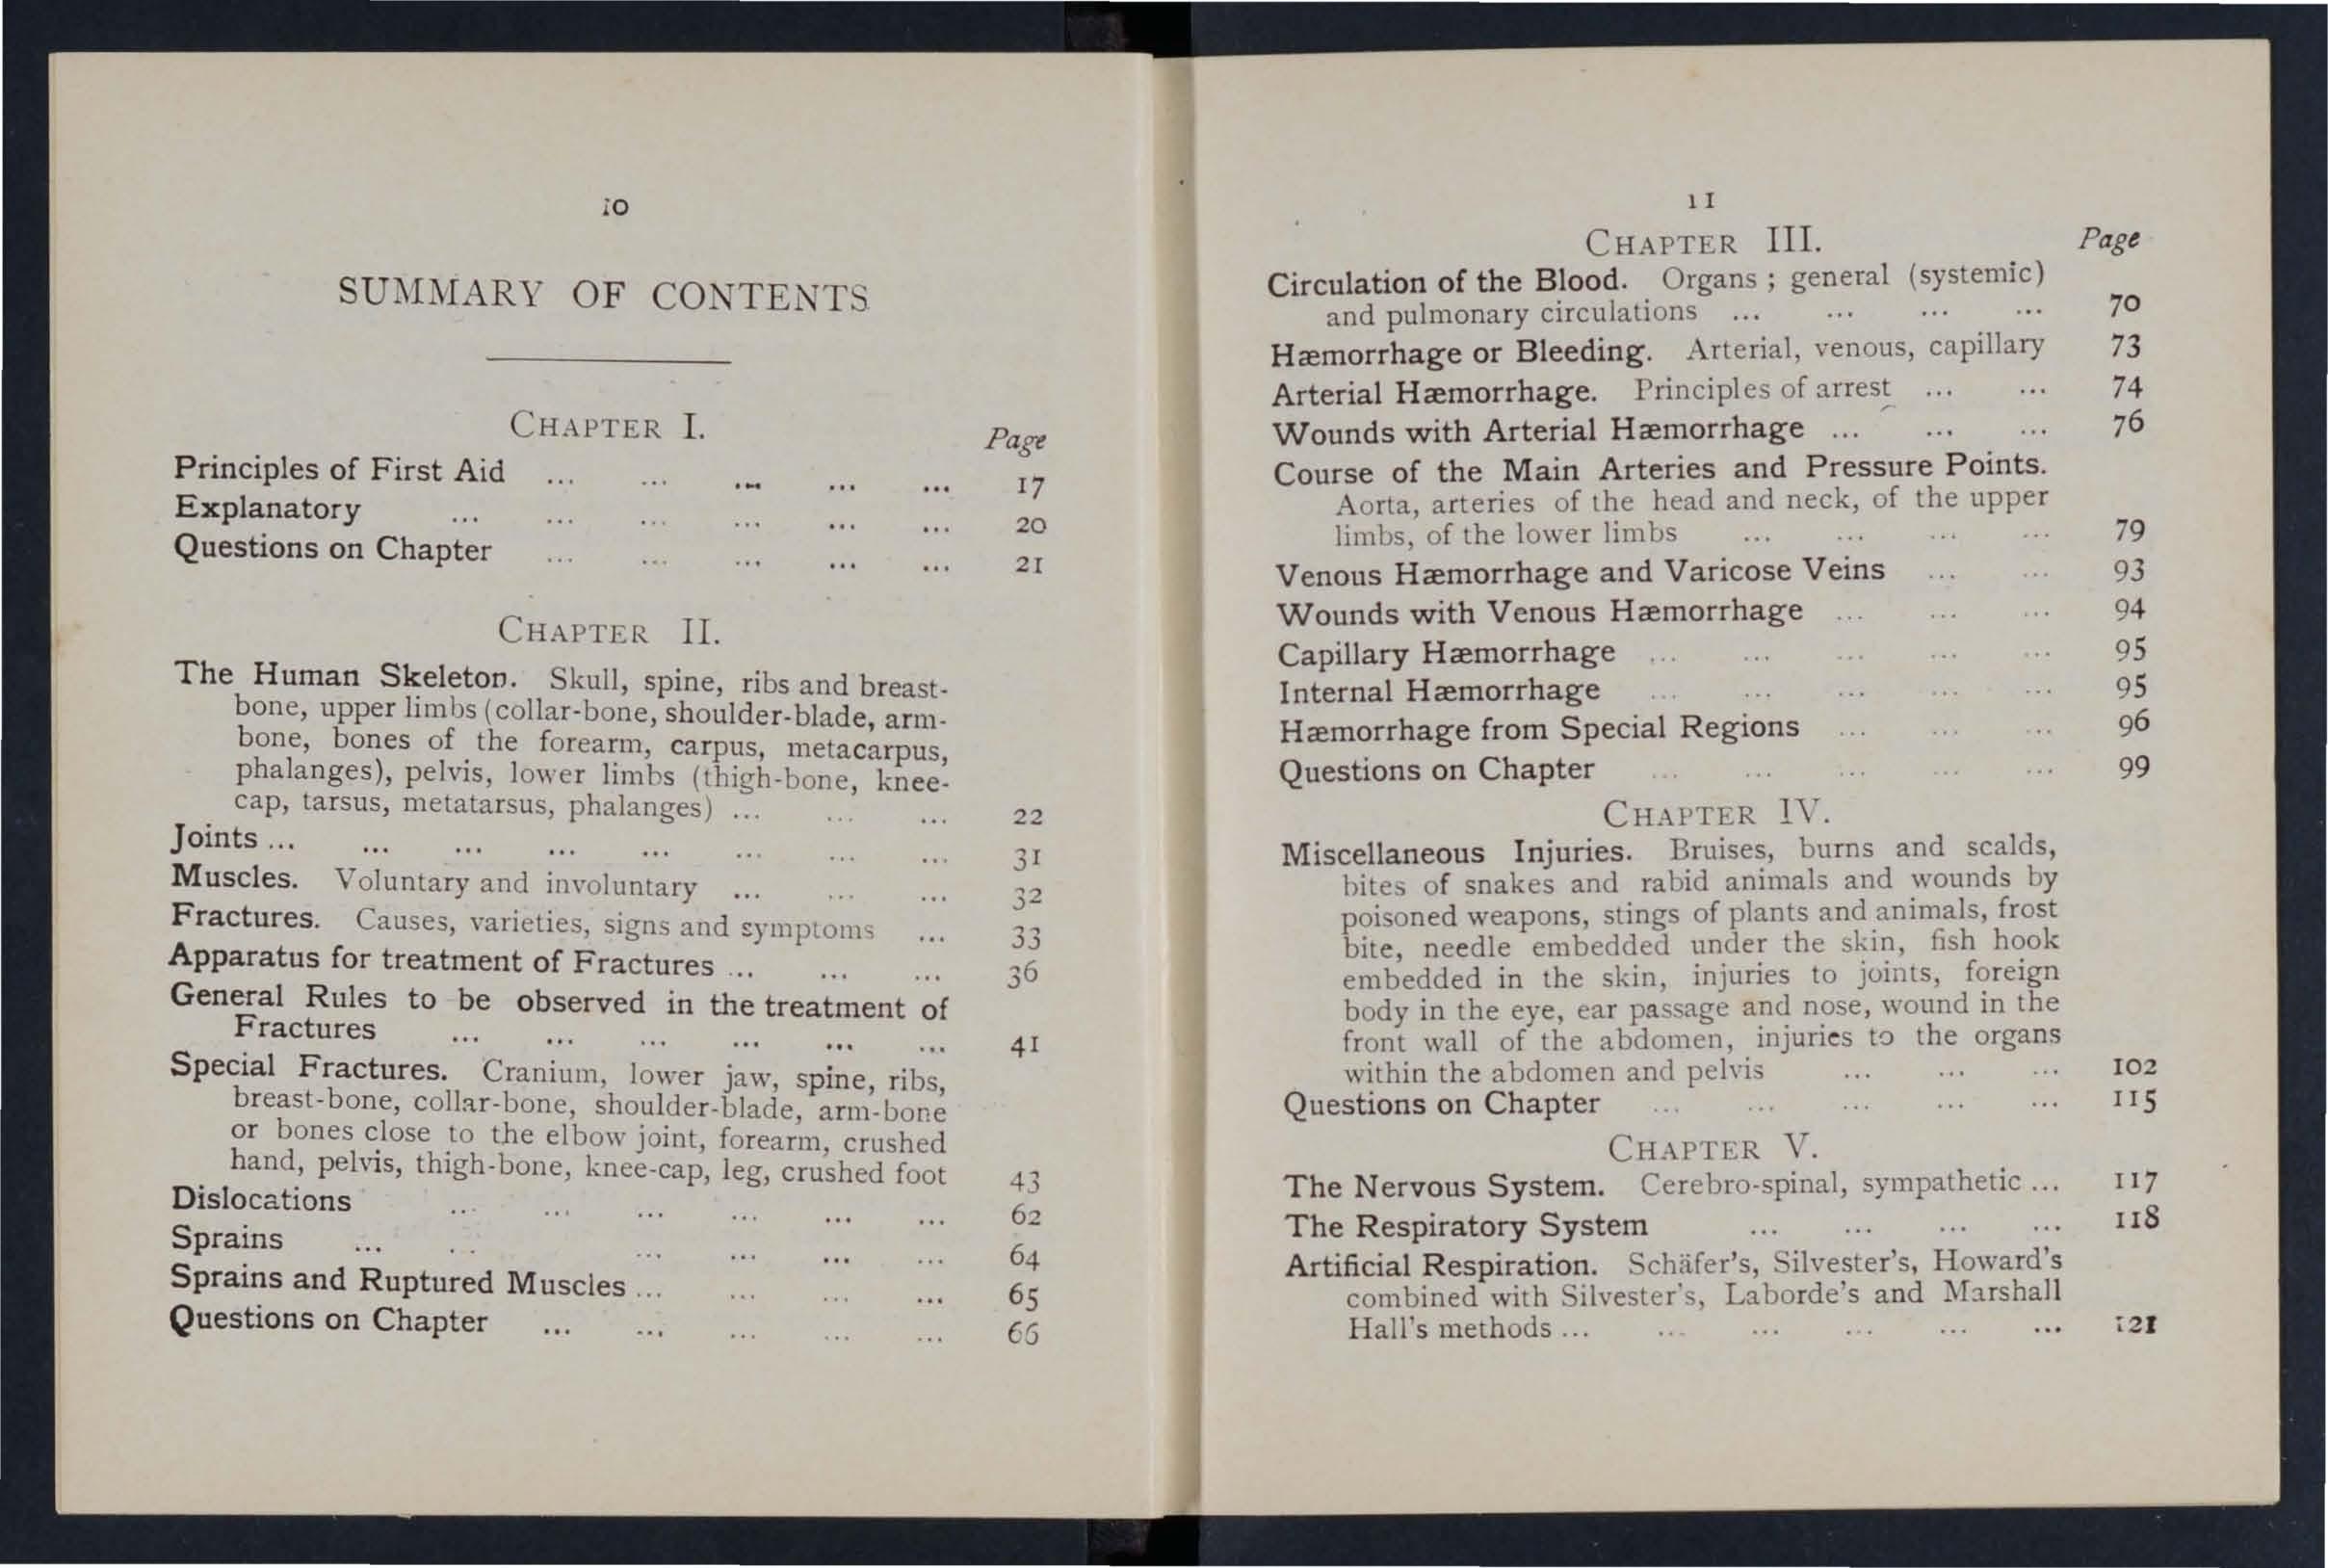 10
SUMMARY OF CONTENTS
CHAPTER I.
Page
Principles of First Aid ... ... ... ... ... 17
Explanatory ... ... ... ... ... ... 20
Questions on Chapter ... ... ... ... ... 21
CHAPTER II.
The Human Skeleton. Skull, spine, ribs and breast-
bone, upper limbs (collar-bone, shoulder-blade, arm-
bone, bones of the forearm, carpus, metacarpus,
phalanges), pelvis, lower limbs (thigh-bone, knee-
cap, tarsus, metatarsus, phalanges) ... ... ... 22
Joints ... ... ... ... ... ... ... ... 31
Muscles. Voluntary and involuntary ... ... ... 32
Fractures. Causes, varieties, signs and symptoms ... 33
Apparatus for treatment of Fractures ... ... ... 36
General Rules to be observed in the treatment of
Fractures ... ... ... ... ... ... 41
Special Fractures. Cranium, lower jaw, spine, ribs,
breast-bone, collar-bone, shoulder-blade, arm-bone
or bones close to the elbow joint, forearm, crushed
hand, pelvis, thigh-bone, knee-cap, leg, crushed foot 43
Dislocations ... ... ... ... ... ... 62
Sprains ... ... ... ... ... ... 64
Sprains and Ruptured Muscles ... ... ... ... 65
Questions on Chapter ... ... ... ... ... 66
11
CHAPTER III. Page
Circulation of the Blood. Organs ; general (systemic)
and pulmonary circulations ... ... ... ... 70
Hæmorrhage or Bleeding. Arterial, venous, capillary 73
Arterial Hæmorrhage. Principles of arrest ... ... 74
Wounds with Arterial Hæmorrhage ... ... ... 76
Course of the Main Arteries and Pressure Points.
Aorta, arteries of the head and neck, of the upper
limbs, of the lower limbs ... ... ... ... 79
Venous Hæmorrhage and Varicose Veins ... ... 93
Wounds with Venous Hæmorrhage ... ... ... 94
Capillary Hæmorrhage ... ... ... ... ... 95
Internal Hæmorrhage ... ... ... ... ... 95
Hæmorrhage from Special Regions ... ... ... 96
Questions on Chapter ... ... ... ... ... 99
CHAPTER IV.
Miscellaneous Injuries. Bruises, burns and scalds,
bites of snakes and rabid animals and wounds by
poisoned weapons, stings of plants and animals, frost
bite, needle embedded under the skin, fish hook
embedded in the skin, injuries to joints, foreign
body in the eye, ear passage and nose, wound in the
front wall of the abdomen, injuries to the organs
within the abdomen and pelvis ... ... ... 102
Questions on Chapter ... ... ... ... ... 115
CHAPTER V.
The Nervous System. Cerebro-spinal, sympathetic ... 117
The Respiratory System ... ... ... ... 118
Artificial Respiration. Schäfer's, Silvester's, Howard's
combined with Silvester's, Laborde's and Marshall
Hall's methods ... ... ... ... ... ... 121